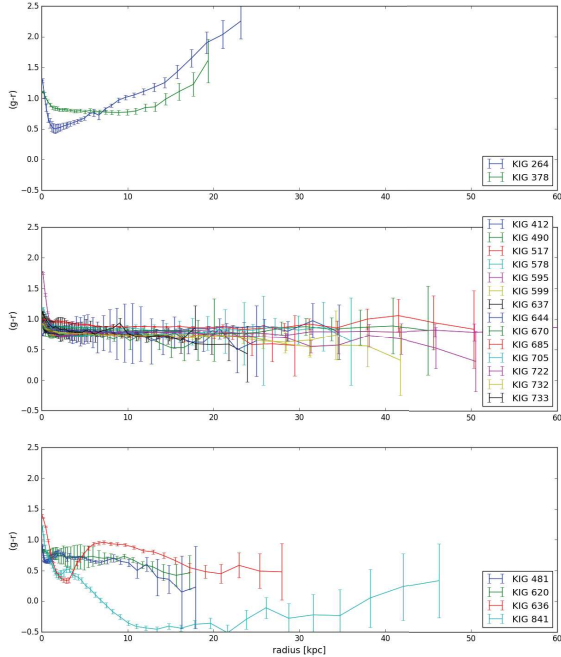 2.5
2.0
1.5
(g-r)
1.0
0.5
0.0
KIG 264
KIG 378
−0.5
0
10
20
30
40
50
60
2.5
KIG 412
2.0
KIG 490
KIG 517
1.5
KIG 578
KIG 595
(g-r)
1.0
KIG 599
KIG 637
0.5
KIG 644
KIG 670
0.0
KIG 685
KIG 705
KIG 722
KIG 732
−0.5
KIG 733
0
10
20
30
40
50
60
2.5
2.0
1.5
(g-r)
1.0
0.5
KIG 481
KIG 620
0.0
KIG 636
KIG 841
−0.5
0
10
20
30
40
50
60
radius [kpc]